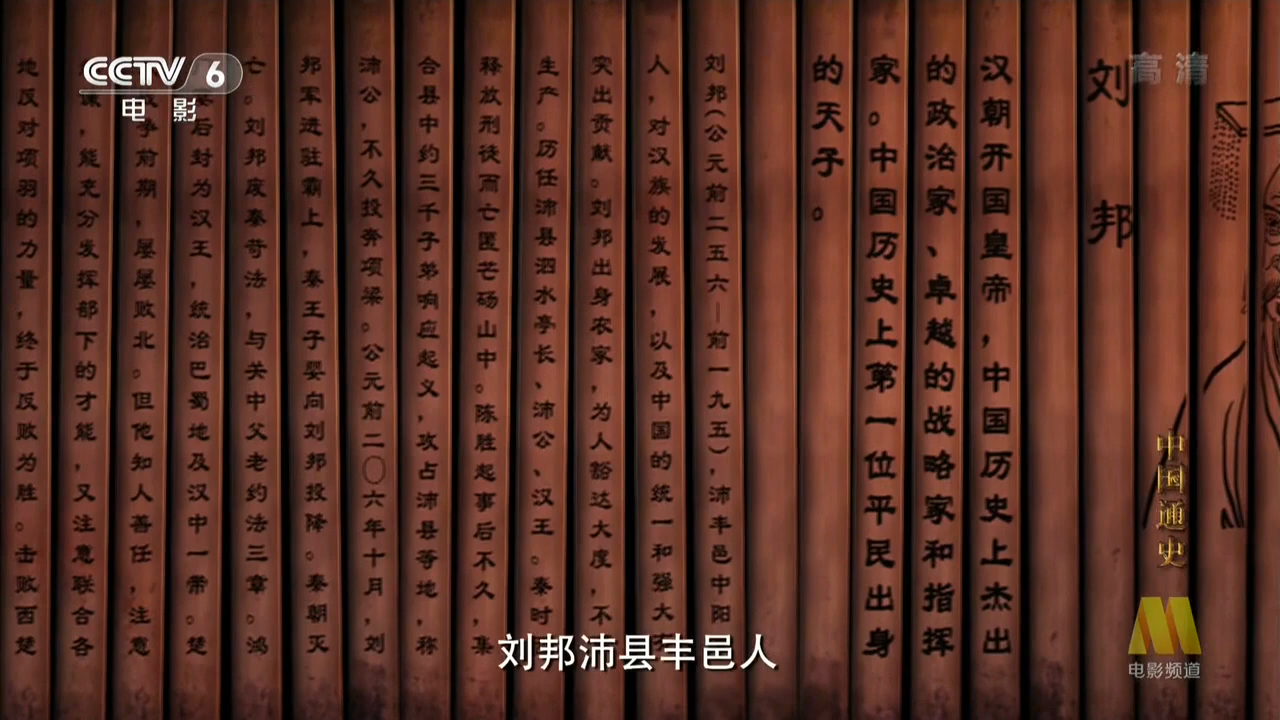 CCTV 6
电影
高清
刘邦
汉朝开国皇帝，中国历史上杰出
的政治家、卓越的战略家和指挥
家。中国历史上第一位平民出身
的天子。
刘邦（公元前二五六—前一九五），沛丰邑中阳
人，对汉族的发展，以及中国的统一和强大
突出贡献。刘邦出身农家，为人豁达大度，不
生产。历任沛县泗水亭长、沛公、汉王。秦时
释放刑徒而亡匿芒砀山中。陈胜起事后不久，集
合县中约三千子弟响应起义，攻占沛县等地，称
沛公，不久投奔项梁。公元前二〇六年十月，刘
邦军进驻霸上，秦王子婴向刘邦投降。秦朝灭
亡。刘邦废秦苛法，与关中父老约法三章。鸿
后封为汉王，统治巴蜀地及汉中一带。楚
争前期，屡屡败北。但他知人善任，注意
谏，能充分发挥部下的才能，又注意联合各
地反对项羽的力量，终于反败为胜。击败西楚
中国通史
电影频道
刘邦沛县丰邑人